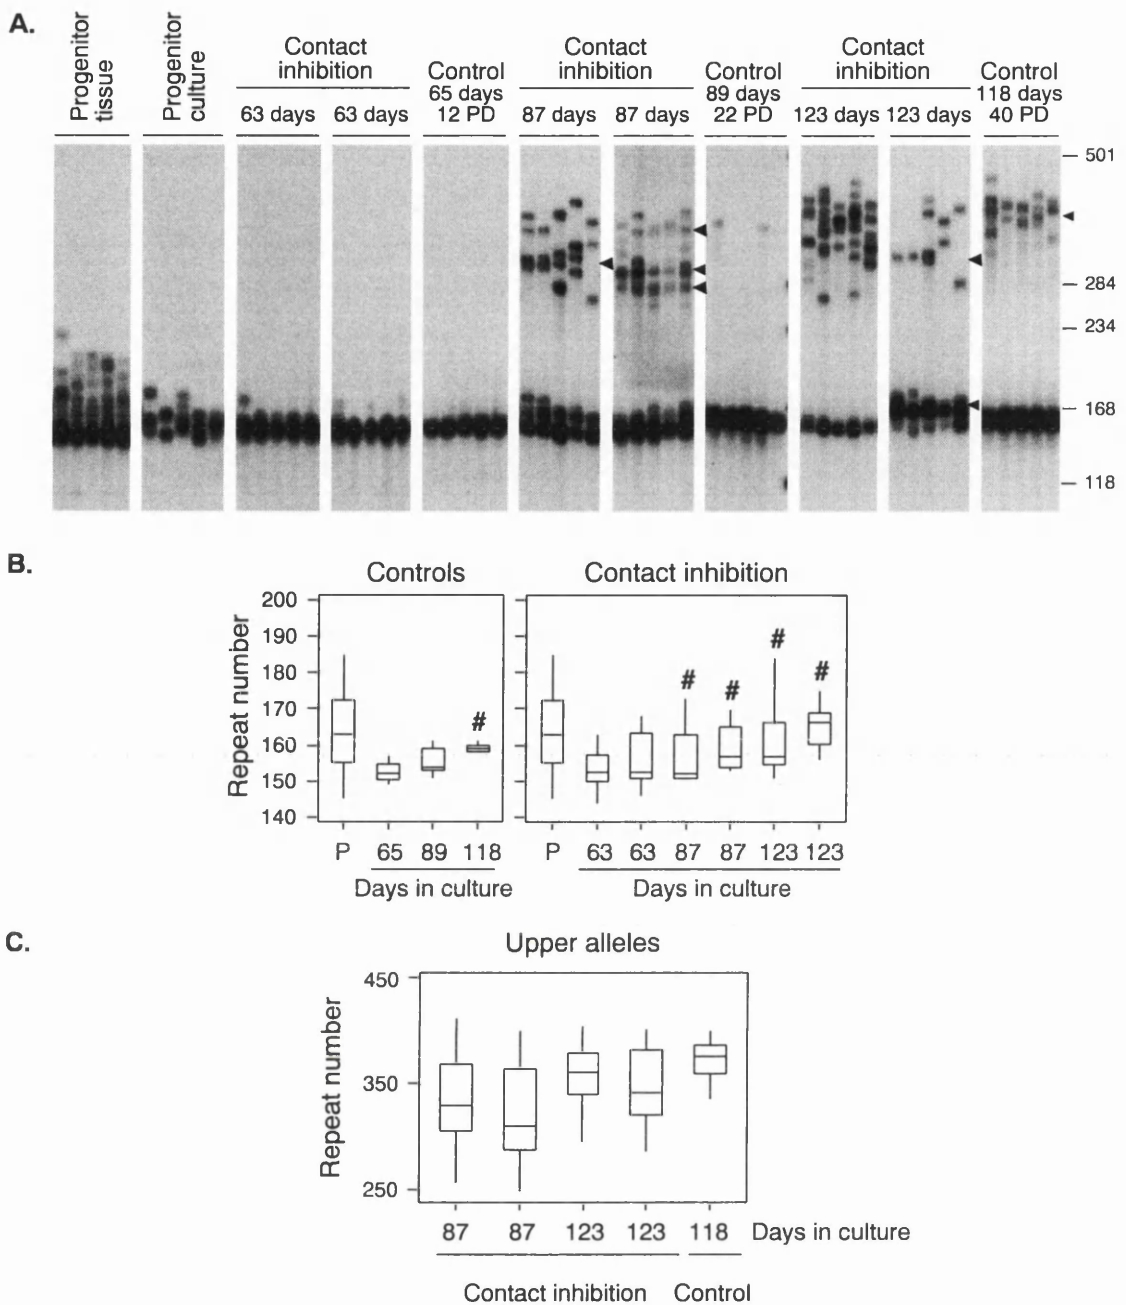 A.
Progenitor
tissue
Progenitor
culture
Contact
inhibition
63 days
63 days
Control
65 days
12 PD
Contact
inhibition
87 days
87 days
Control
89 days
22 PD
Contact
inhibition
123 days
123 days
Control
118 days
40 PD
501
284
234
168
118
B.
Controls
Contact inhibition
Repeat number
200
190
180
170
160
150
140
#
# # # #
P 65 89 118
P 63 63 87 87 123 123
Days in culture
Days in culture
C.
Upper alleles
Repeat number
450
350
250
87 87 123 123 118 Days in culture
Contact inhibition Control